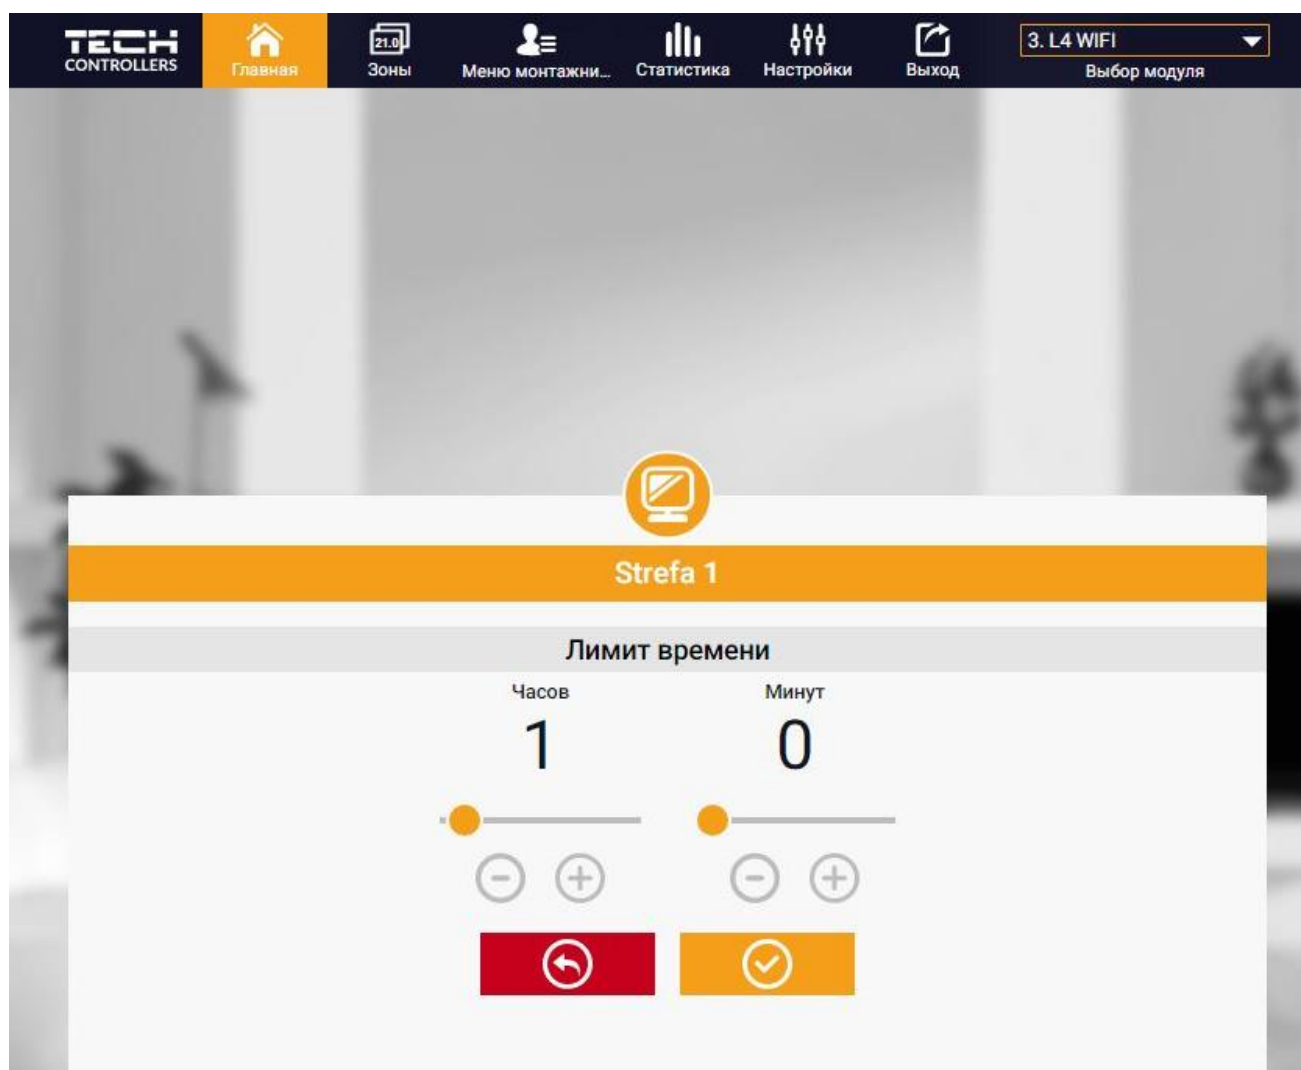 TECH
CONTROLLERS
Главная
21.0
Зоны
Меню монтажни...
Статистика
Настройки
Выход
3. L4 WIFI
Выбор модуля
Strefa 1
Лимит времени
Часов
Минут
1
0